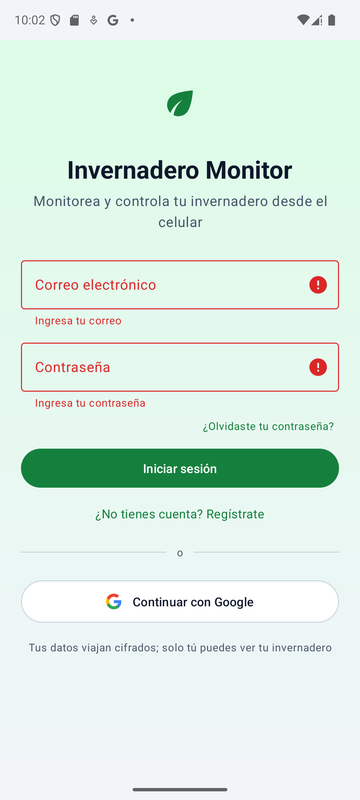 10:02
Invernadero Monitor
Monitorea y controla tu invernadero desde el
celular
Correo electrónico
Ingresa tu correo
Contraseña
Ingresa tu contraseña
¿Olvidaste tu contraseña?
Iniciar sesión
¿No tienes cuenta? Regístrate
o
Continuar con Google
Tus datos viajan cifrados; solo tú puedes ver tu invernadero